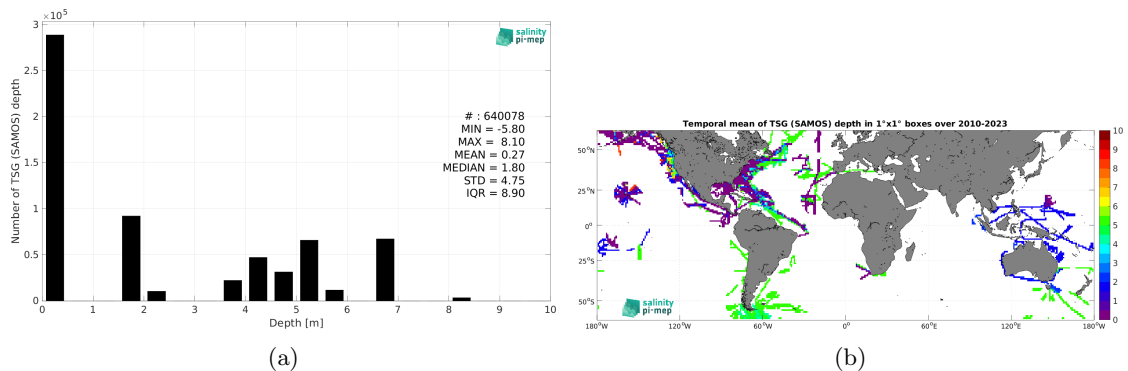 ×10⁵
3
2.5
2
1.5
1
0.5
0
Number of TSG (SAMOS) depth
0 1 2 3 4 5 6 7 8 9 10
Depth [m]
salinity
pi-mep
# : 640078
MIN = -5.80
MAX = 8.10
MEAN = 0.27
MEDIAN = 1.80
STD = 4.75
IQR = 8.90
(a)
Temporal mean of TSG (SAMOS) depth in 1°x1° boxes over 2010-2023
50°N
25°N
0°
25°S
50°S
180°W 120°W 60°W 0° 60°E 120°E 180°E
salinity
pi-mep
10
9
8
7
6
5
4
3
2
1
0
(b)